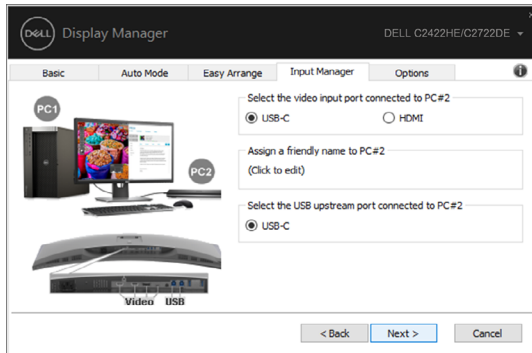 DELL Display Manager
DELL C2422HE/C2722DE
Basic Auto Mode Easy Arrange Input Manager Options
PC1
PC2
Video USB
Select the video input port connected to PC#2
USB-C HDMI
Assign a friendly name to PC#2
(Click to edit)
Select the USB upstream port connected to PC#2
USB-C
< Back Next > Cancel